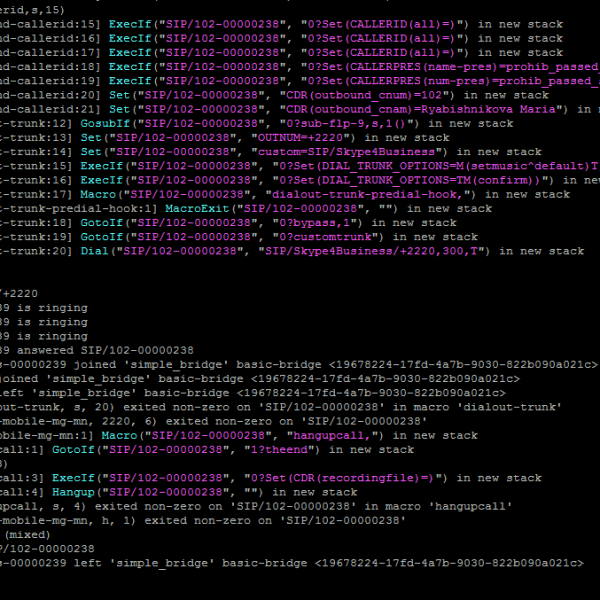 erid,s,15)
nd-callerid:15] ExecIf("SIP/102-00000238", "0?Set(CALLERID(all)=)") in new stack
nd-callerid:16] ExecIf("SIP/102-00000238", "0?Set(CALLERID(all)=)") in new stack
nd-callerid:17] ExecIf("SIP/102-00000238", "0?Set(CALLERID(all)=)") in new stack
nd-callerid:18] ExecIf("SIP/102-00000238", "0?Set(CALLERPRES(name-pres)=prohib_passed_
nd-callerid:19] ExecIf("SIP/102-00000238", "0?Set(CALLERPRES(num-pres)=prohib_passed_
nd-callerid:20] Set("SIP/102-00000238", "CDR(outbound_cnum)=102") in new stack
nd-callerid:21] Set("SIP/102-00000238", "CDR(outbound_cnam)=Ryabishnikova Maria") in n
t-trunk:12] GosubIf("SIP/102-00000238", "0?sub-flp-9,s,1()") in new stack
t-trunk:13] Set("SIP/102-00000238", "OUTNUM=+2220") in new stack
t-trunk:14] Set("SIP/102-00000238", "custom=SIP/Skype4Business") in new stack
t-trunk:15] ExecIf("SIP/102-00000238", "0?Set(DIAL_TRUNK_OPTIONS=M(setmusic^default)T
t-trunk:16] ExecIf("SIP/102-00000238", "0?Set(DIAL_TRUNK_OPTIONS=TM(confirm))") in new
t-trunk:17] Macro("SIP/102-00000238", "dialout-trunk-predial-hook,") in new stack
t-trunk-predial-hook:1] MacroExit("SIP/102-00000238", "") in new stack
t-trunk:18] GotoIf("SIP/102-00000238", "0?bypass,1") in new stack
t-trunk:19] GotoIf("SIP/102-00000238", "0?customtrunk") in new stack
t-trunk:20] Dial("SIP/102-00000238", "SIP/Skype4Business/+2220,300,T") in new stack
/+2220
39 is ringing
39 is ringing
39 is ringing
39 answered SIP/102-00000238
s-00000239 joined 'simple_bridge' basic-bridge <19678224-17fd-4a7b-9030-822b090a021c>
joined 'simple_bridge' basic-bridge <19678224-17fd-4a7b-9030-822b090a021c>
left 'simple_bridge' basic-bridge <19678224-17fd-4a7b-9030-822b090a021c>
out-trunk, s, 20) exited non-zero on 'SIP/102-00000238' in macro 'dialout-trunk'
-mobile-mg-mn, 2220, 6) exited non-zero on 'SIP/102-00000238'
obile-mg-mn:1] Macro("SIP/102-00000238", "hangupcall,") in new stack
call:1] GotoIf("SIP/102-00000238", "1?theend") in new stack
3)
call:3] ExecIf("SIP/102-00000238", "0?Set(CDR(recordingfile)=)") in new stack
call:4] Hangup("SIP/102-00000238", "") in new stack
upcall, s, 4) exited non-zero on 'SIP/102-00000238' in macro 'hangupcall'
-mobile-mg-mn, h, 1) exited non-zero on 'SIP/102-00000238'
(mixed)
P/102-00000238
s-00000239 left 'simple_bridge' basic-bridge <19678224-17fd-4a7b-9030-822b090a021c>